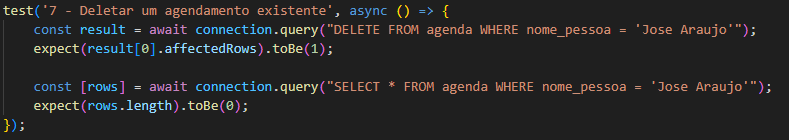 test('7 - Deletar um agendamento existente', async () => {
    const result = await connection.query("DELETE FROM agenda WHERE nome_pessoa = 'Jose Araujo'");
    expect(result[0].affectedRows).toBe(1);

    const [rows] = await connection.query("SELECT * FROM agenda WHERE nome_pessoa = 'Jose Araujo'");
    expect(rows.length).toBe(0);
});